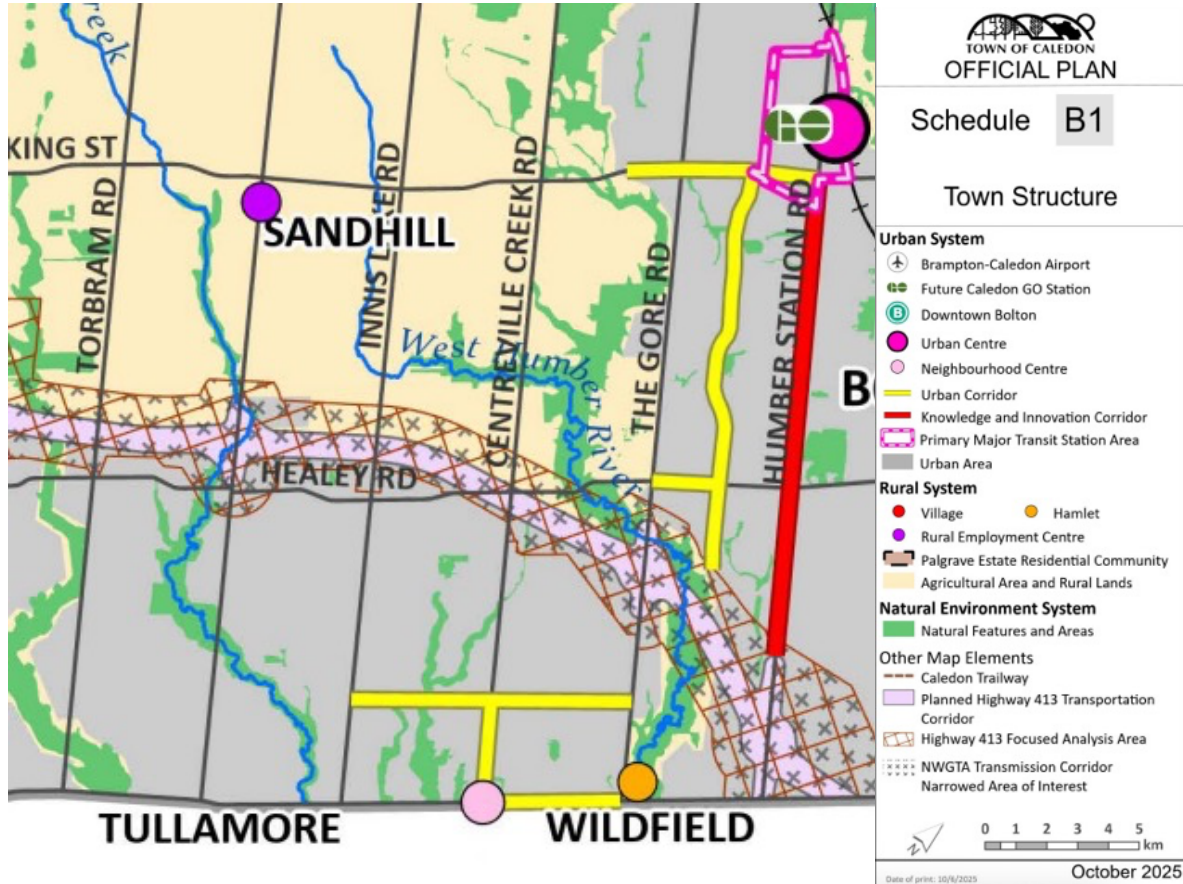 reek
KING ST
TORBRAM RD
SANDHILL
INNIS LAKE RD
CENTREVILLE CREEK RD
West Humber River
THE GORE RD
HUMBER STATION RD
GO
HEALEY RD
TULLAMORE
WILDFIELD
TOWN OF CALEDON
OFFICIAL PLAN
Schedule B1
Town Structure
Urban System
Brampton-Caledon Airport
GO Future Caledon GO Station
B Downtown Bolton
Urban Centre
Neighbourhood Centre
Urban Corridor
Knowledge and Innovation Corridor
Primary Major Transit Station Area
Urban Area
Rural System
Village Hamlet
Rural Employment Centre
Palgrave Estate Residential Community
Agricultural Area and Rural Lands
Natural Environment System
Natural Features and Areas
Other Map Elements
Caledon Trailway
Planned Highway 413 Transportation
Corridor
Highway 413 Focused Analysis Area
NWGTA Transmission Corridor
Narrowed Area of Interest
N
0 1 2 3 4 5
km
Date of print: 10/6/2025
October 2025